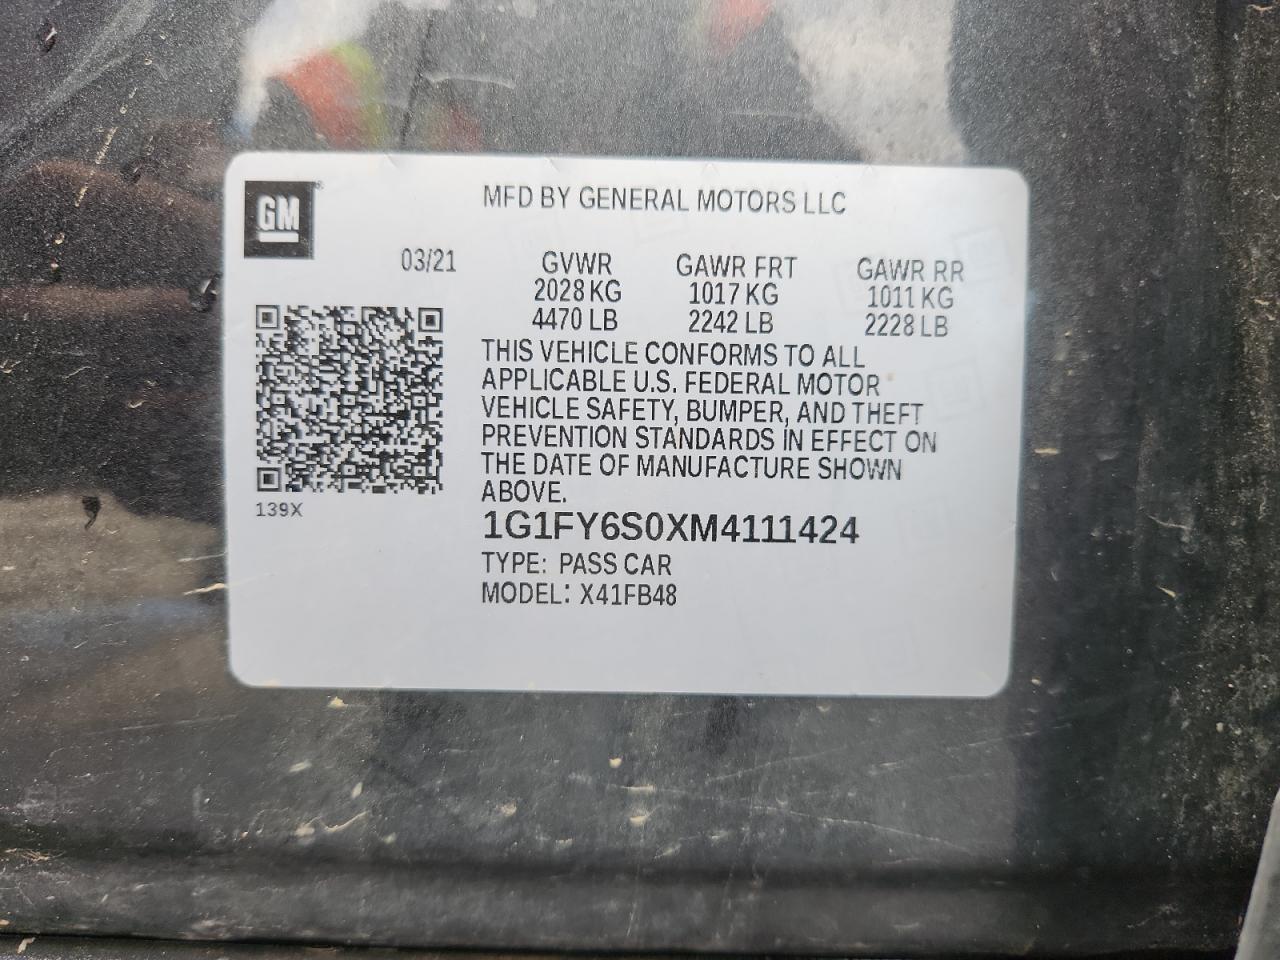 GM
MFD BY GENERAL MOTORS LLC
03/21
GVWR GAWR FRT GAWR RR
2028 KG 1017 KG 1011 KG
4470 LB 2242 LB 2228 LB
THIS VEHICLE CONFORMS TO ALL
APPLICABLE U.S. FEDERAL MOTOR
VEHICLE SAFETY, BUMPER, AND THEFT
PREVENTION STANDARDS IN EFFECT ON
THE DATE OF MANUFACTURE SHOWN
ABOVE.
139X
1G1FY6S0XM4111424
TYPE: PASS CAR
MODEL: X41FB48